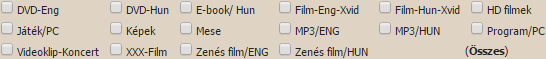 DVD-Eng DVD-Hun E-book/ Hun Film-Eng-Xvid Film-Hun-Xvid HD filmek
Játék/PC Képek Mese MP3/ENG MP3/HUN Program/PC
Videoklip-Koncert XXX-Film Zenés film/ENG Zenés film/HUN (Összes)